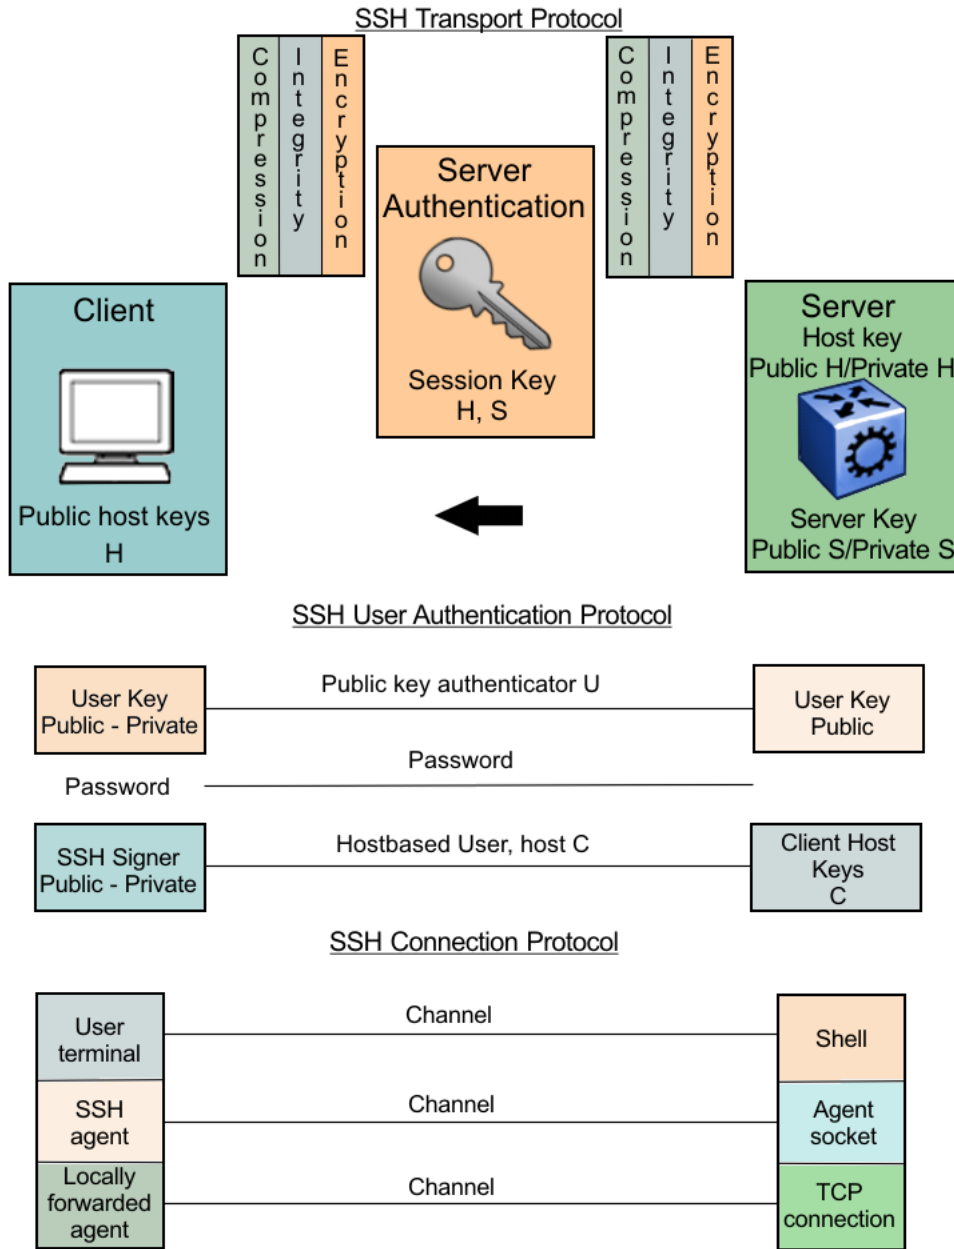 SSH Transport Protocol
Compression
Integrity
Encryption
Compression
Integrity
Encryption
Server
Authentication
Session Key
H, S
Client
Public host keys
H
Server
Host key
Public H/Private H
Server Key
Public S/Private S
SSH User Authentication Protocol
User Key
Public - Private
Public key authenticator U
User Key
Public
Password
Password
SSH Signer
Public - Private
Hostbased User, host C
Client Host
Keys
C
SSH Connection Protocol
User
terminal
Channel
Shell
SSH
agent
Channel
Agent
socket
Locally
forwarded
agent
Channel
TCP
connection